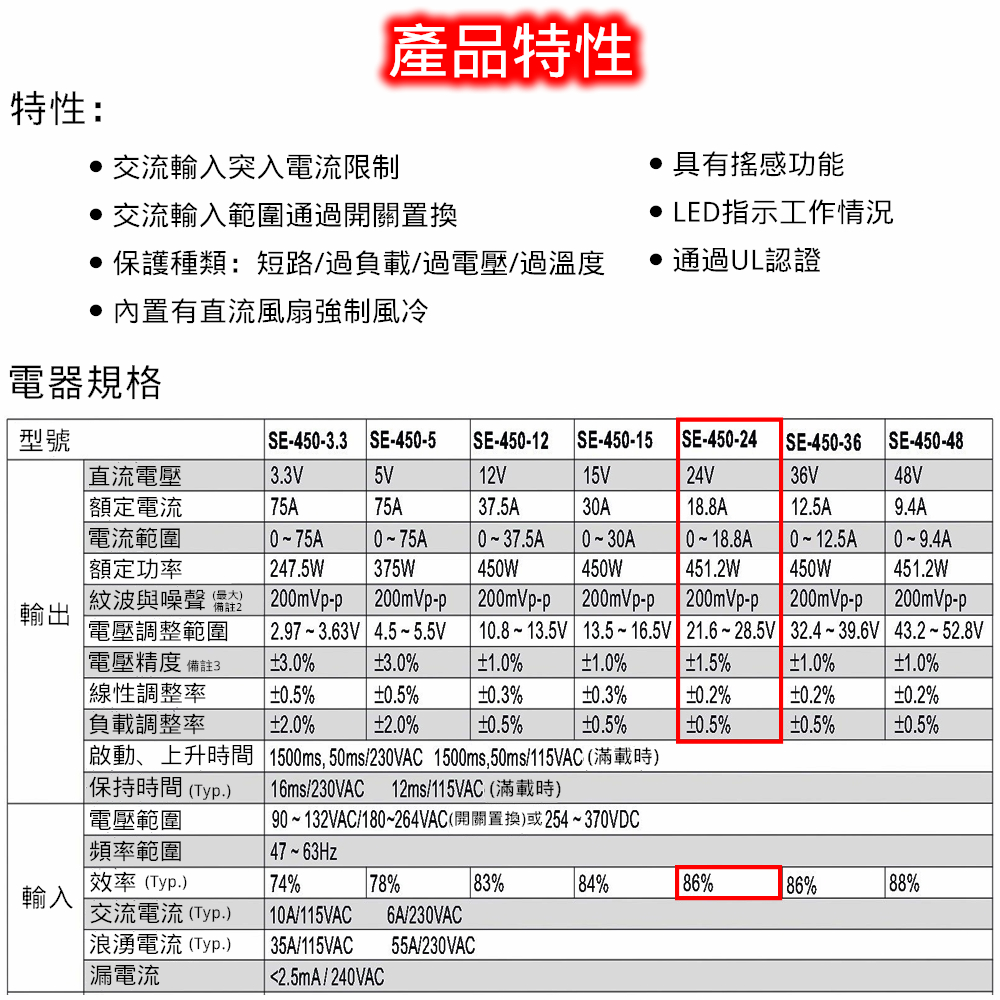 產品特性
特性：
• 交流輸入突入電流限制
• 交流輸入範圍通過開關置換
• 保護種類：短路/過負載/過電壓/過溫度
• 內置有直流風扇強制風冷
• 具有搖感功能
• LED指示工作情況
• 通過UL認證
電器規格
型號 SE-450-3.3 SE-450-5 SE-450-12 SE-450-15 SE-450-24 SE-450-36 SE-450-48
輸出
直流電壓 3.3V 5V 12V 15V 24V 36V 48V
額定電流 75A 75A 37.5A 30A 18.8A 12.5A 9.4A
電流範圍 0~75A 0~75A 0~37.5A 0~30A 0~18.8A 0~12.5A 0~9.4A
額定功率 247.5W 375W 450W 450W 451.2W 450W 451.2W
紋波與噪聲 (最大) 備註2 200mVp-p 200mVp-p 200mVp-p 200mVp-p 200mVp-p 200mVp-p 200mVp-p
電壓調整範圍 2.97~3.63V 4.5~5.5V 10.8~13.5V 13.5~16.5V 21.6~28.5V 32.4~39.6V 43.2~52.8V
電壓精度 備註3 ±3.0% ±3.0% ±1.0% ±1.0% ±1.5% ±1.0% ±1.0%
線性調整率 ±0.5% ±0.5% ±0.3% ±0.3% ±0.2% ±0.2% ±0.2%
負載調整率 ±2.0% ±2.0% ±0.5% ±0.5% ±0.5% ±0.5% ±0.5%
啟動、上升時間 1500ms, 50ms/230VAC 1500ms,50ms/115VAC (滿載時)
保持時間 (Typ.) 16ms/230VAC 12ms/115VAC (滿載時)
輸入
電壓範圍 90~132VAC/180~264VAC(開關置換)或 254~370VDC
頻率範圍 47~63Hz
效率 (Typ.) 74% 78% 83% 84% 86% 86% 88%
交流電流 (Typ.) 10A/115VAC 6A/230VAC
浪湧電流 (Typ.) 35A/115VAC 55A/230VAC
漏電流 <2.5mA / 240VAC